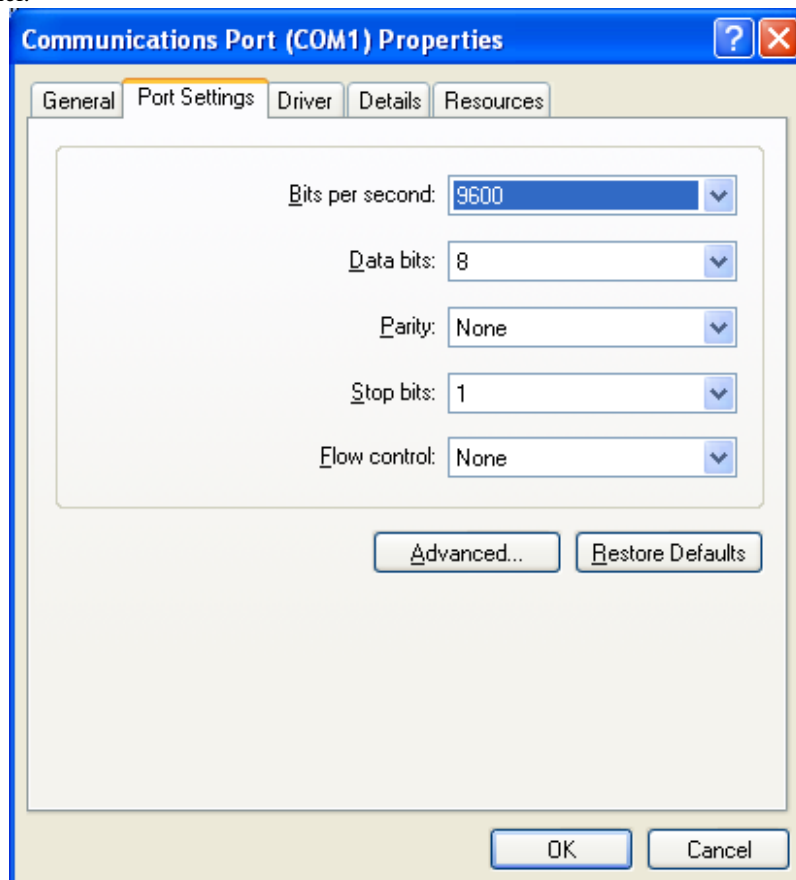 Communications Port (COM1) Properties
General Port Settings Driver Details Resources
Bits per second: 9600
Data bits: 8
Parity: None
Stop bits: 1
Flow control: None
Advanced... Restore Defaults
OK Cancel